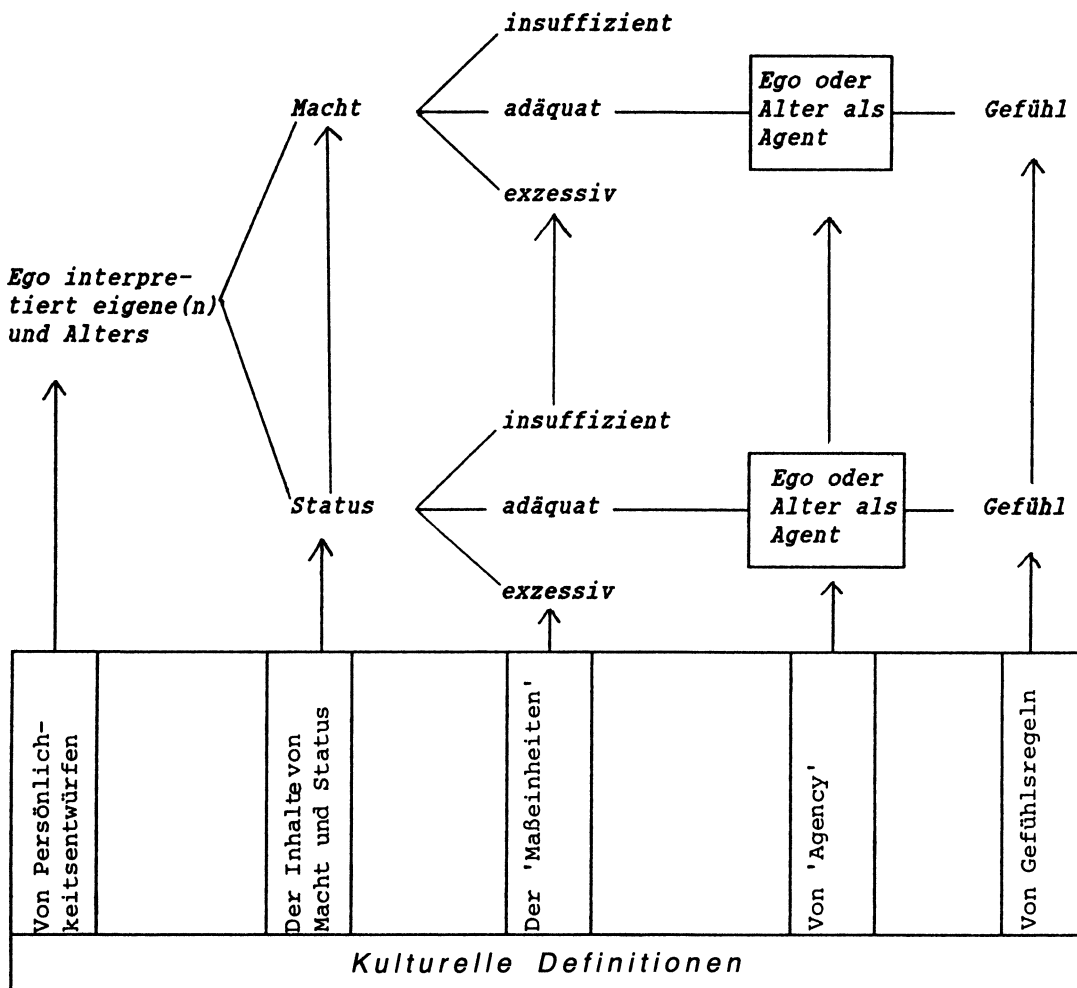 insuffizient
Macht
adäquat
exzessiv
Ego oder
Alter als
Agent
Gefühl
Ego interpre-
tiert eigene(n)
und Alters
insuffizient
Status
adäquat
exzessiv
Ego oder
Alter als
Agent
Gefühl
Von Persönlich-
keitsentwürfen
Der Inhalte von
Macht und Status
Der 'Maßeinheiten'
Von 'Agency'
Von Gefühlsregeln
Kulturelle Definitionen